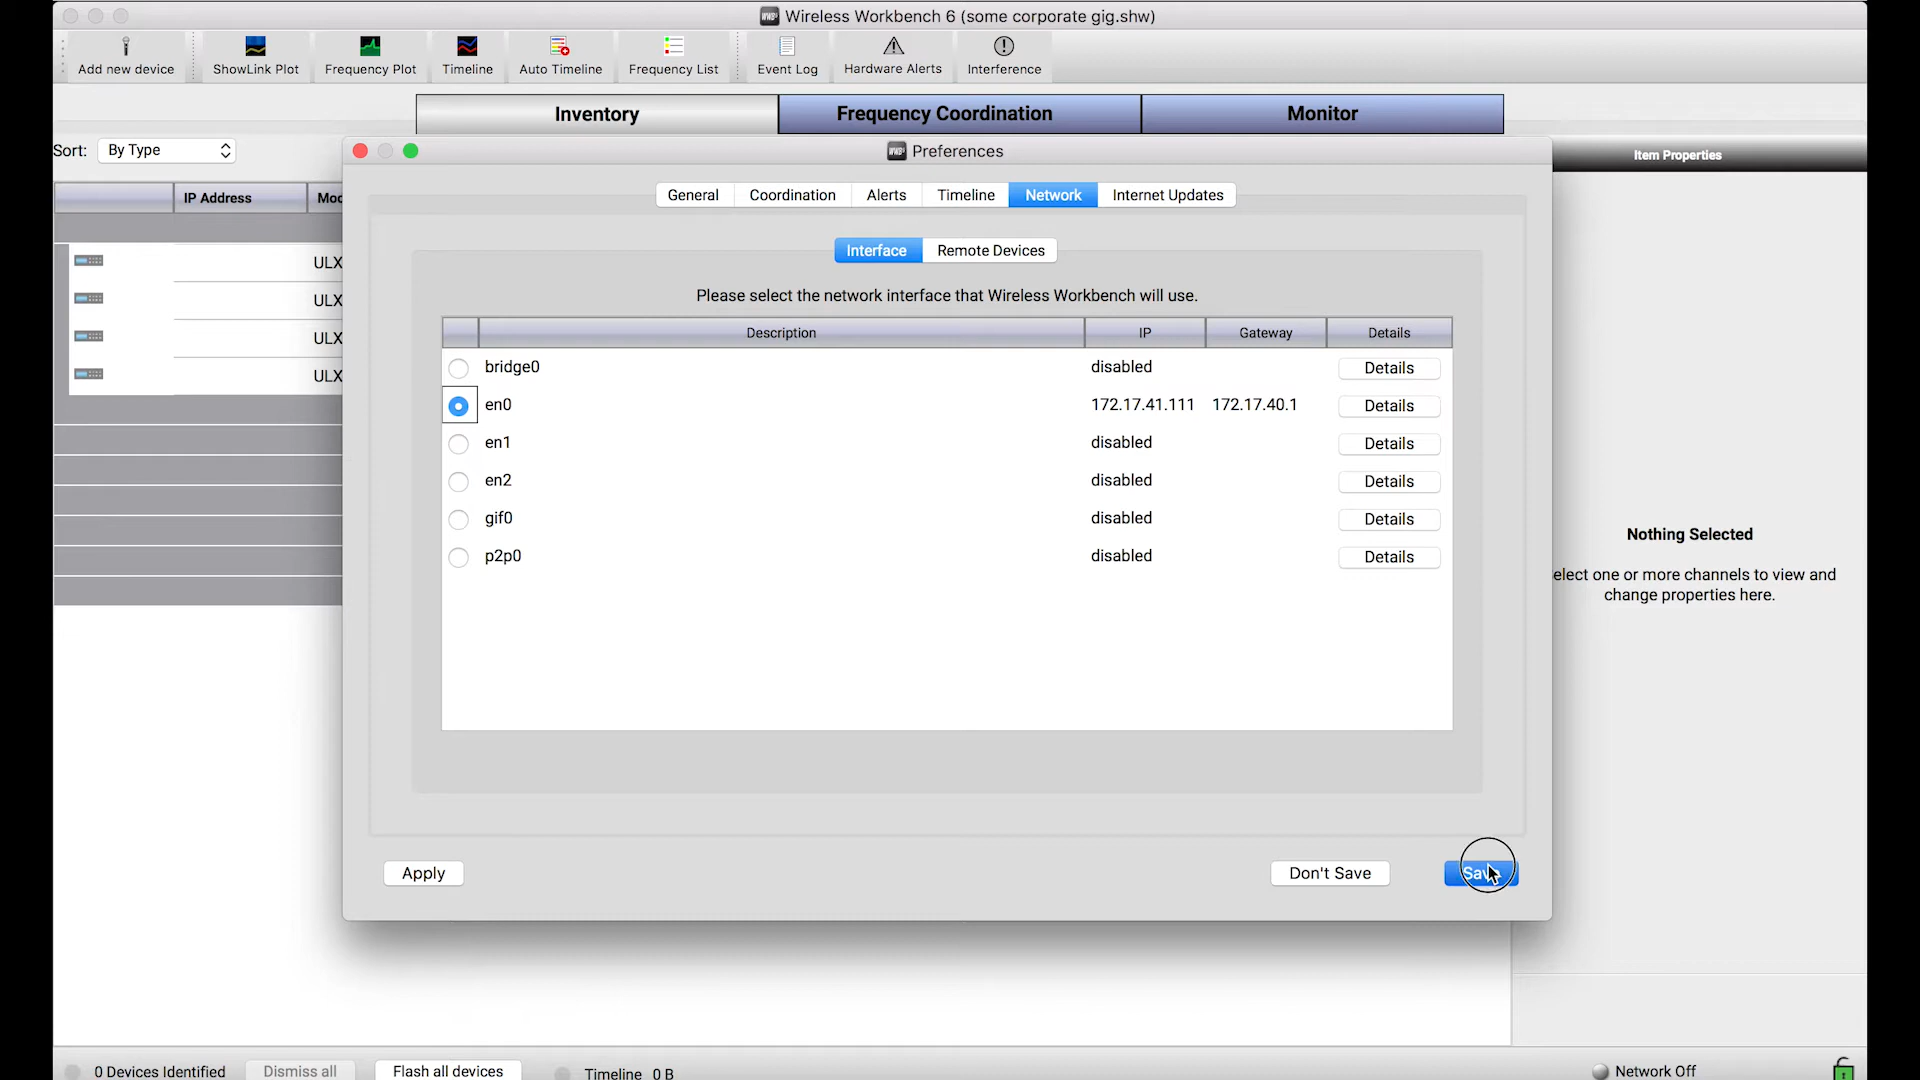 Wireless Workbench 6 (some corporate gig.shw)
Add new device ShowLink Plot Frequency Plot Timeline Auto Timeline Frequency List Event Log Hardware Alerts Interference
Inventory Frequency Coordination Monitor
Sort: By Type
Preferences
Item Properties
General Coordination Alerts Timeline Network Internet Updates
IP Address
Interface Remote Devices
ULX
ULX
ULX
ULX
Please select the network interface that Wireless Workbench will use.
Description IP Gateway Details
bridge0 disabled Details
en0 172.17.41.111 172.17.40.1 Details
en1 disabled Details
en2 disabled Details
gif0 disabled Details
p2p0 disabled Details
Nothing Selected
one or more channels to view and
change properties here.
Apply Don't Save
0 Devices Identified Dismiss all Flash all devices Timeline 0 B Network Off